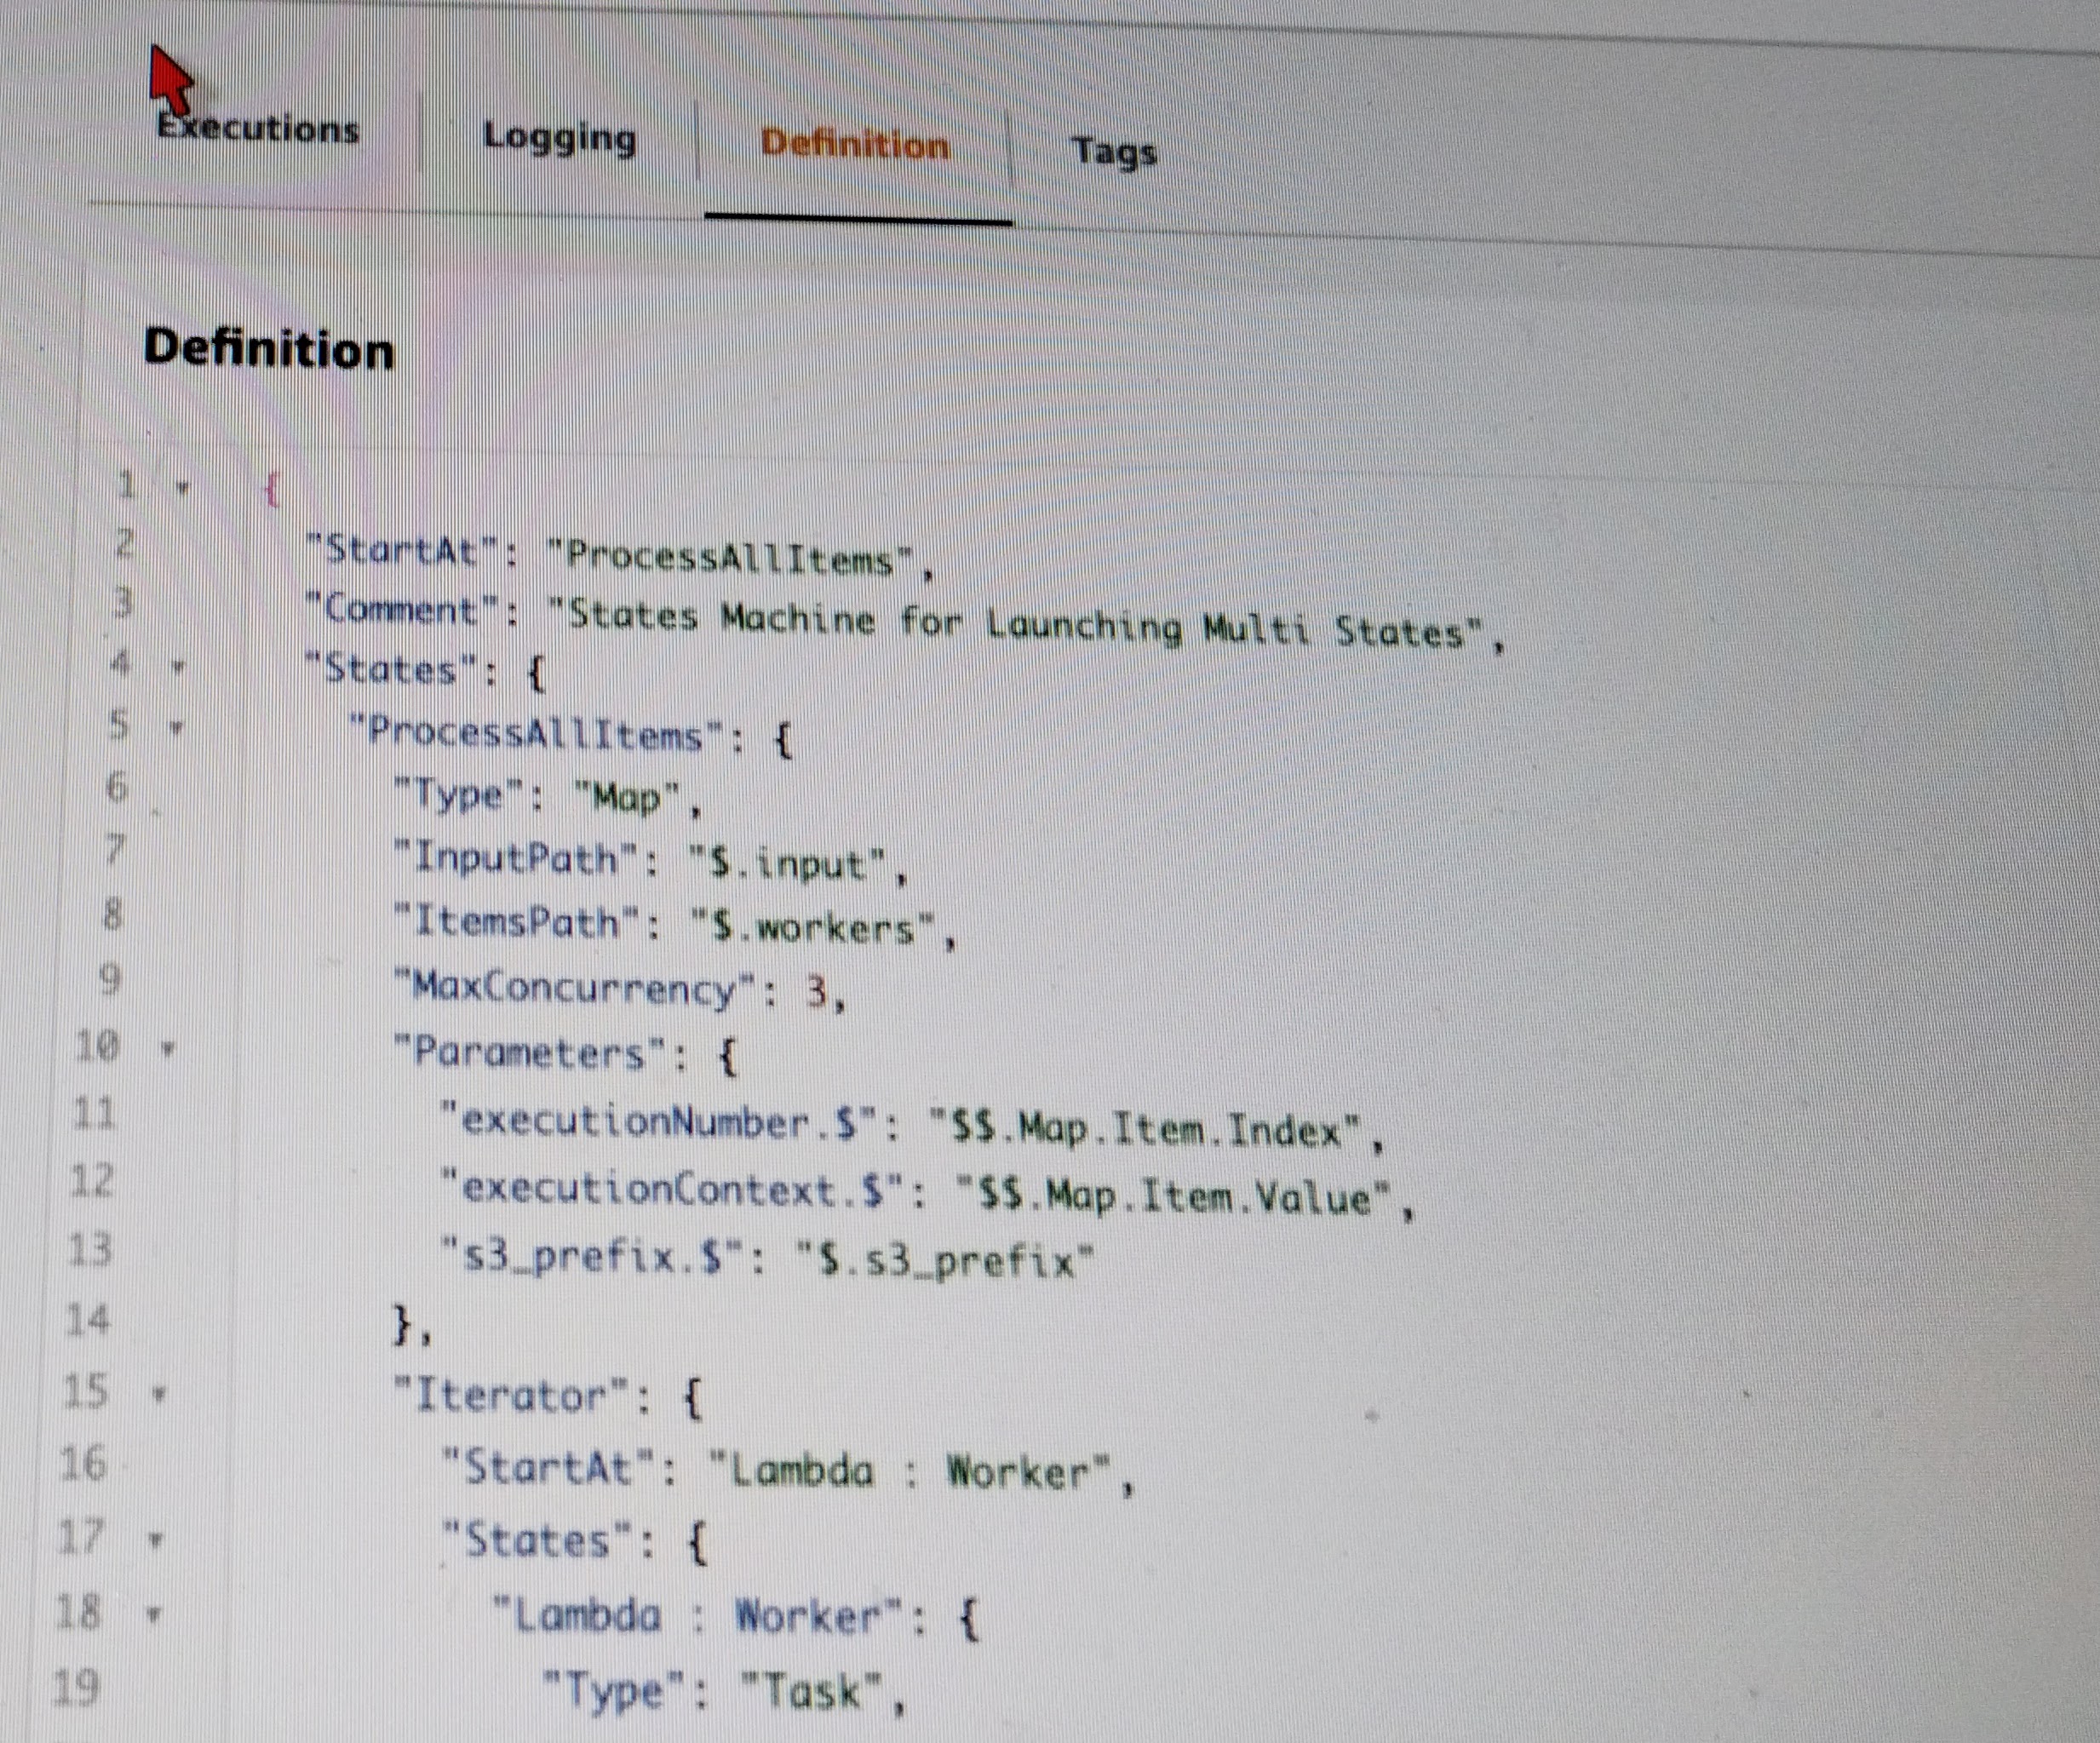 Executions Logging Definition Tags
Definition
1 {
2 "StartAt": "ProcessAllItems",
3 "Comment": "States Machine for Launching Multi States",
4 "States": {
5 "ProcessAllItems": {
6 "Type": "Map",
7 "InputPath": "$.input",
8 "ItemsPath": "$.workers",
9 "MaxConcurrency": 3,
10 "Parameters": {
11 "executionNumber.$": "$$.Map.Item.Index",
12 "executionContext.$": "$$.Map.Item.Value",
13 "s3_prefix.$": "$.s3_prefix"
14 },
15 "Iterator": {
16 "StartAt": "Lambda : Worker",
17 "States": {
18 "Lambda : Worker": {
19 "Type": "Task",